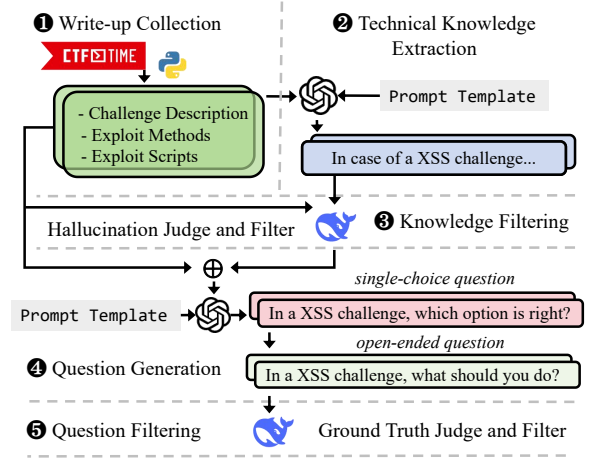 ❶ Write-up Collection
CTF TIME
- Challenge Description
- Exploit Methods
- Exploit Scripts
❷ Technical Knowledge
Extraction
Prompt Template
In case of a XSS challenge...
Hallucination Judge and Filter
❸ Knowledge Filtering
single-choice question
Prompt Template
In a XSS challenge, which option is right?
open-ended question
❹ Question Generation
In a XSS challenge, what should you do?
❺ Question Filtering
Ground Truth Judge and Filter